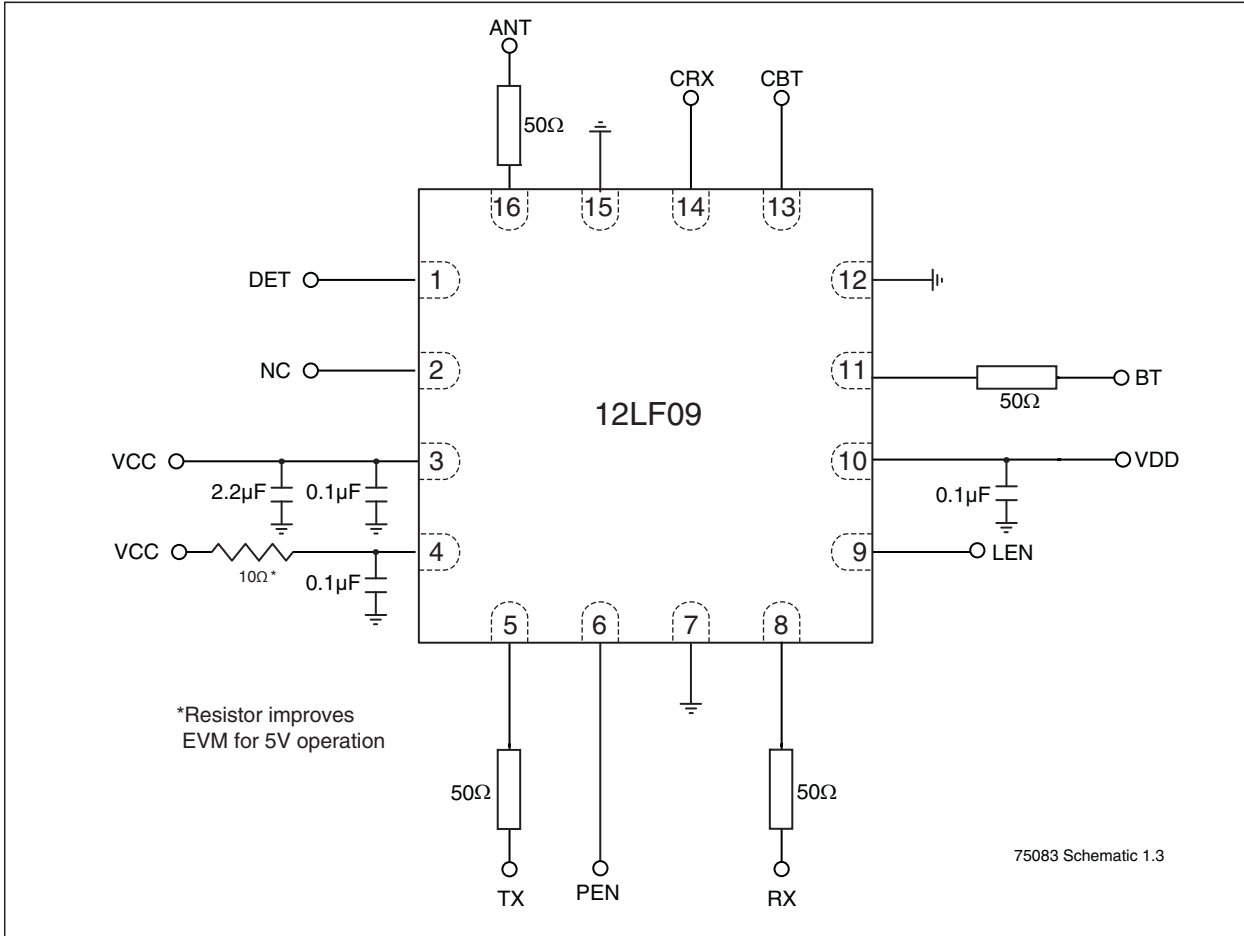 ANT
CRX
CBT
50Ω
16
15
14
13
DET
1
12
NC
2
11
BT
50Ω
12LF09
VCC
3
10
VDD
2.2µF
0.1µF
0.1µF
VCC
4
9
LEN
10Ω*
0.1µF
5
6
7
8
*Resistor improves
EVM for 5V operation
50Ω
50Ω
75083 Schematic 1.3
TX
PEN
RX